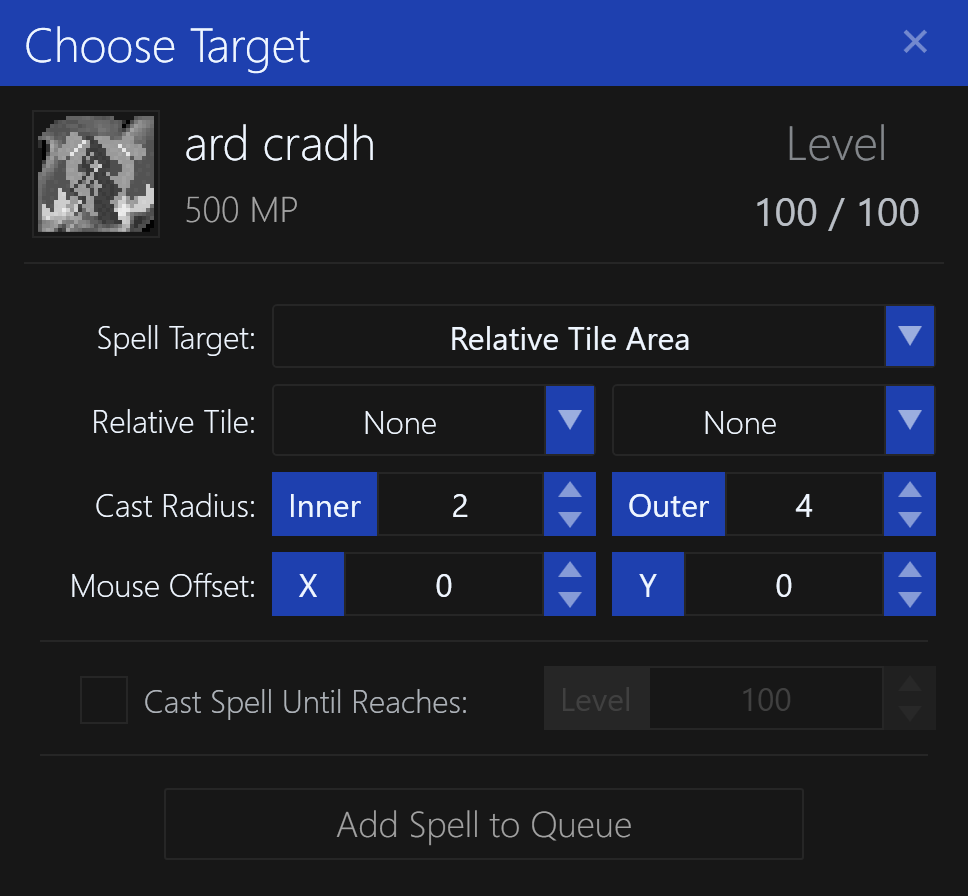 Choose Target
ard cradh
Level
500 MP
100 / 100
Spell Target: Relative Tile Area
Relative Tile: None None
Cast Radius: Inner 2 Outer 4
Mouse Offset: X 0 Y 0
Cast Spell Until Reaches: Level 100
Add Spell to Queue